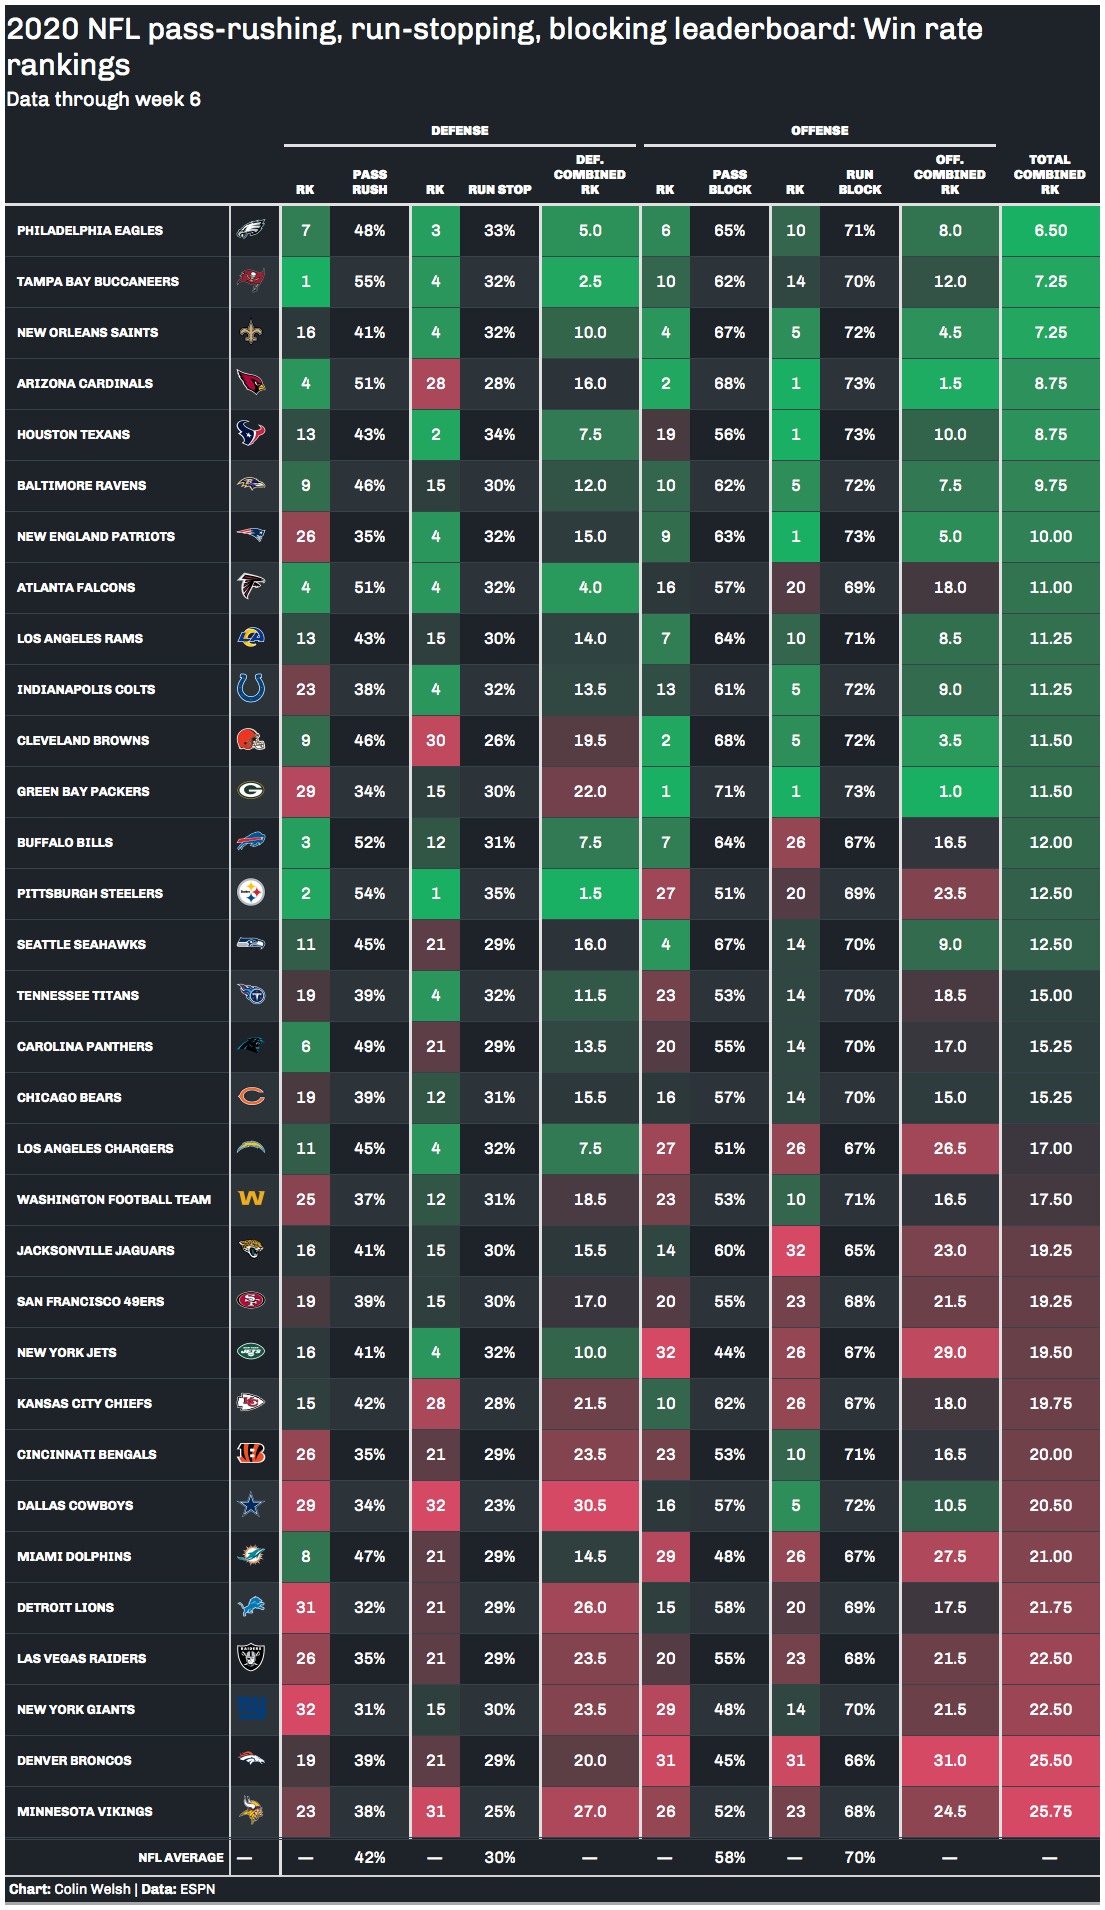 2020 NFL pass-rushing, run-stopping, blocking leaderboard: Win rate
rankings
Data through week 6
DEFENSE OFFENSE
RK PASS RUSH RK RUN STOP DEF. COMBINED RK RK PASS BLOCK RK RUN BLOCK OFF. COMBINED RK TOTAL COMBINED RK
PHILADELPHIA EAGLES 7 48% 3 33% 5.0 6 65% 10 71% 8.0 6.50
TAMPA BAY BUCCANEERS 1 55% 4 32% 2.5 10 62% 14 70% 12.0 7.25
NEW ORLEANS SAINTS 16 41% 4 32% 10.0 4 67% 5 72% 4.5 7.25
ARIZONA CARDINALS 4 51% 28 28% 16.0 2 68% 1 73% 1.5 8.75
HOUSTON TEXANS 13 43% 2 34% 7.5 19 56% 1 73% 10.0 8.75
BALTIMORE RAVENS 9 46% 15 30% 12.0 10 62% 5 72% 7.5 9.75
NEW ENGLAND PATRIOTS 26 35% 4 32% 15.0 9 63% 1 73% 5.0 10.00
ATLANTA FALCONS 4 51% 4 32% 4.0 16 57% 20 69% 18.0 11.00
LOS ANGELES RAMS 13 43% 15 30% 14.0 7 64% 10 71% 8.5 11.25
INDIANAPOLIS COLTS 23 38% 4 32% 13.5 13 61% 5 72% 9.0 11.25
CLEVELAND BROWNS 9 46% 30 26% 19.5 2 68% 5 72% 3.5 11.50
GREEN BAY PACKERS 29 34% 15 30% 22.0 1 71% 1 73% 1.0 11.50
BUFFALO BILLS 3 52% 12 31% 7.5 7 64% 26 67% 16.5 12.00
PITTSBURGH STEELERS 2 54% 1 35% 1.5 27 51% 20 69% 23.5 12.50
SEATTLE SEAHAWKS 11 45% 21 29% 16.0 4 67% 14 70% 9.0 12.50
TENNESSEE TITANS 19 39% 4 32% 11.5 23 53% 14 70% 18.5 15.00
CAROLINA PANTHERS 6 49% 21 29% 13.5 20 55% 14 70% 17.0 15.25
CHICAGO BEARS 19 39% 12 31% 15.5 16 57% 14 70% 15.0 15.25
LOS ANGELES CHARGERS 11 45% 4 32% 7.5 27 51% 26 67% 26.5 17.00
WASHINGTON FOOTBALL TEAM W 25 37% 12 31% 18.5 23 53% 10 71% 16.5 17.50
JACKSONVILLE JAGUARS 16 41% 15 30% 15.5 14 60% 32 65% 23.0 19.25
SAN FRANCISCO 49ERS 19 39% 15 30% 17.0 20 55% 23 68% 21.5 19.25
NEW YORK JETS 16 41% 4 32% 10.0 32 44% 26 67% 29.0 19.50
KANSAS CITY CHIEFS 15 42% 28 28% 21.5 10 62% 26 67% 18.0 19.75
CINCINNATI BENGALS 26 35% 21 29% 23.5 23 53% 10 71% 16.5 20.00
DALLAS COWBOYS 29 34% 32 23% 30.5 16 57% 5 72% 10.5 20.50
MIAMI DOLPHINS 8 47% 21 29% 14.5 29 48% 26 67% 27.5 21.00
DETROIT LIONS 31 32% 21 29% 26.0 15 58% 20 69% 17.5 21.75
LAS VEGAS RAIDERS 26 35% 21 29% 23.5 20 55% 23 68% 21.5 22.50
NEW YORK GIANTS 32 31% 15 30% 23.5 29 48% 14 70% 21.5 22.50
DENVER BRONCOS 19 39% 21 29% 20.0 31 45% 31 66% 31.0 25.50
MINNESOTA VIKINGS 23 38% 31 25% 27.0 26 52% 23 68% 24.5 25.75
NFL AVERAGE — — 42% — 30% — — 58% — 70% — —
Chart: Colin Welsh | Data: ESPN